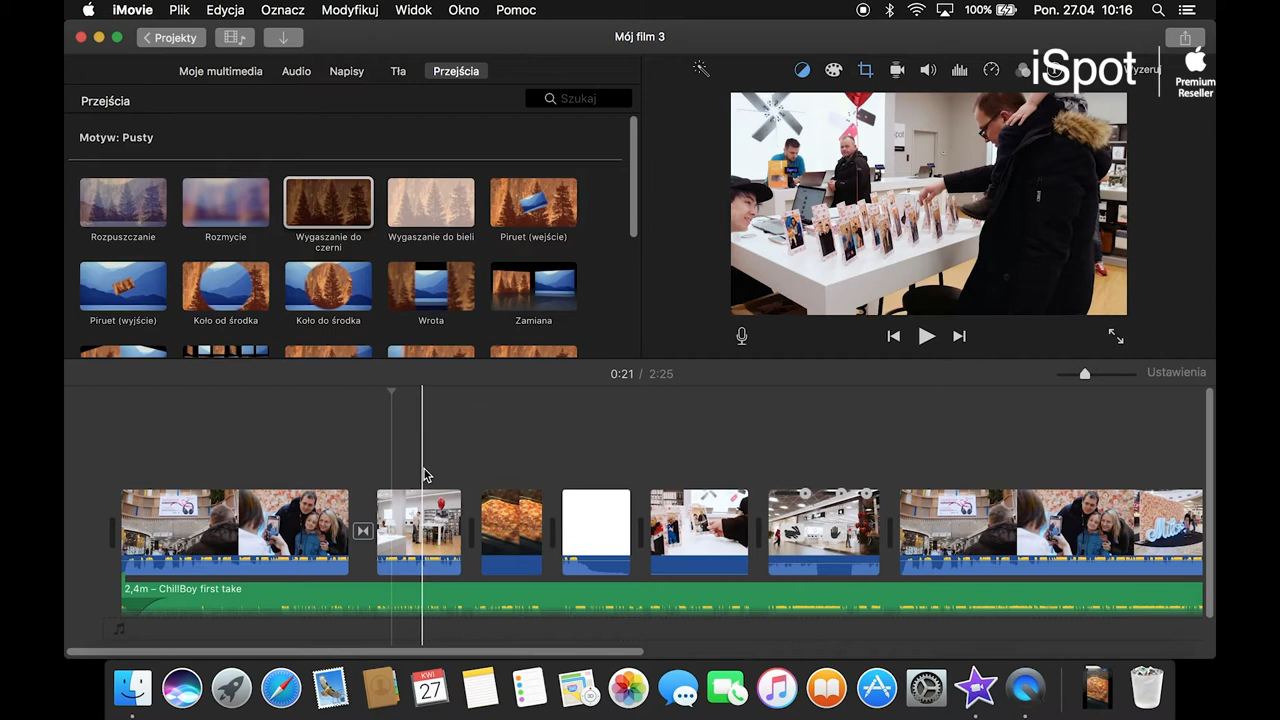 iMovie Plik Edycja Oznacz Modyfikuj Widok Okno Pomoc 100% Pon. 27.04 10:16
Projekty Mój film 3
Moje multimedia Audio Napisy Tła Przejścia
iSpot
Premium
Reseller
Przejścia Szukaj
Motyw: Pusty
Rozpuszczanie Rozmycie Wygaszanie do czerni Wygaszanie do bieli Piruet (wejście)
Piruet (wyjście) Koło od środka Koło do środka Wrota Zamiana
0:21 / 2:25 Ustawienia
2,4m – ChillBoy first take
KWI
27